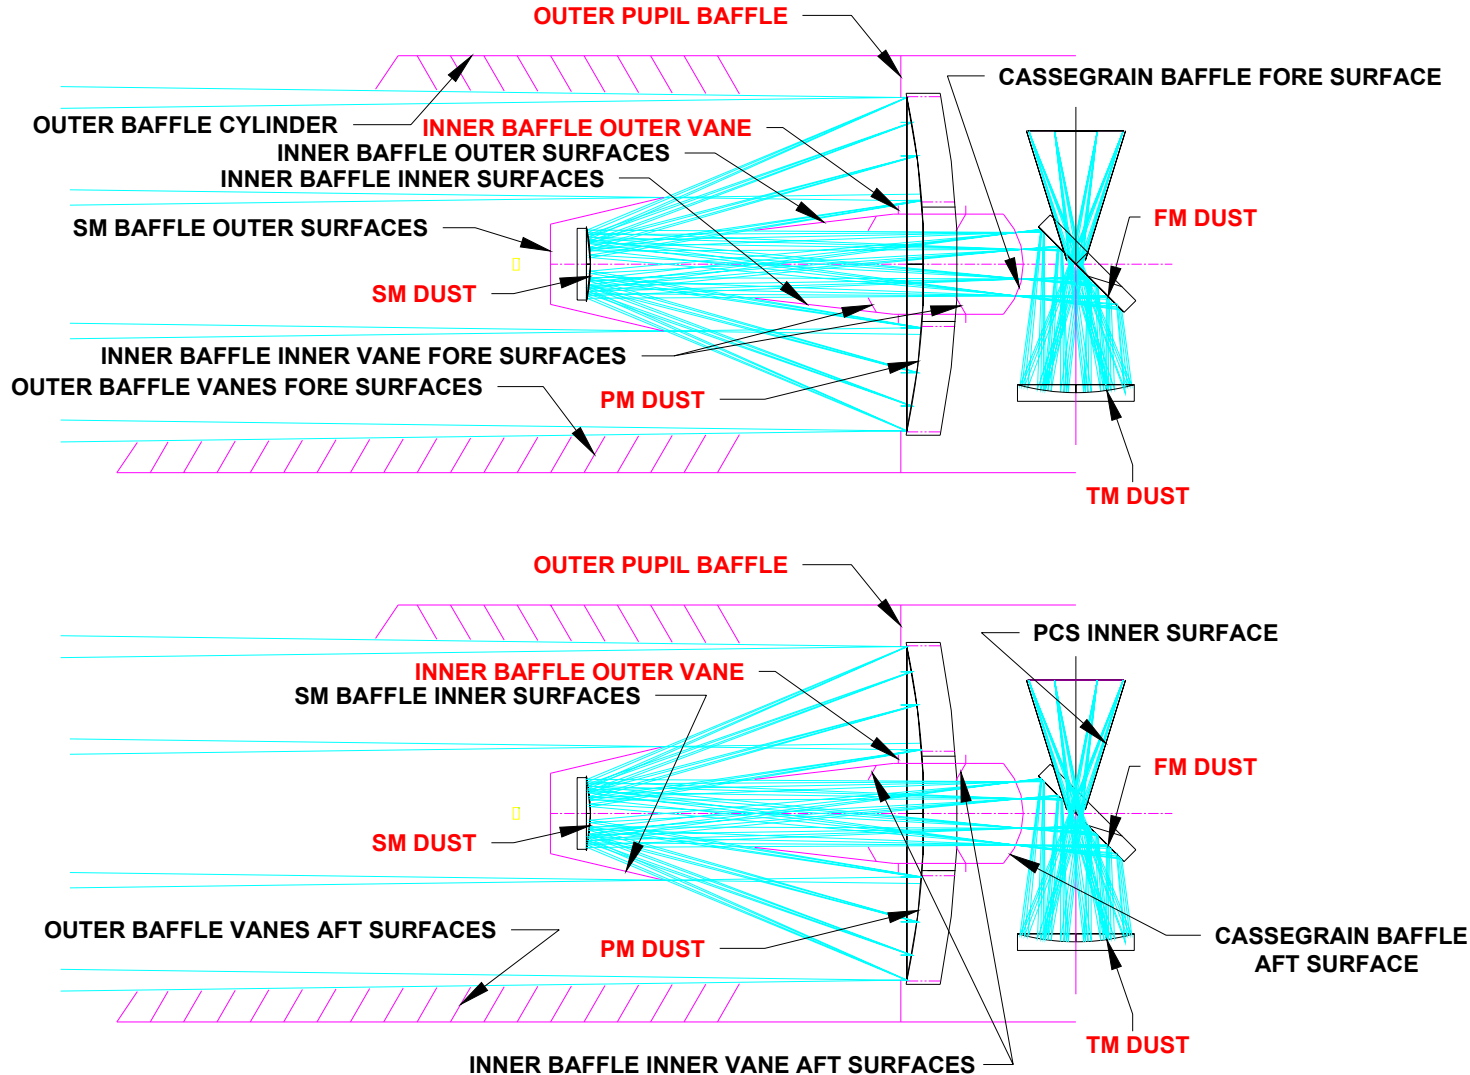 OUTER PUPIL BAFFLE
CASSEGRAIN BAFFLE FORE SURFACE
OUTER BAFFLE CYLINDER
INNER BAFFLE OUTER VANE
INNER BAFFLE OUTER SURFACES
INNER BAFFLE INNER SURFACES
SM BAFFLE OUTER SURFACES
FM DUST
SM DUST
INNER BAFFLE INNER VANE FORE SURFACES
OUTER BAFFLE VANES FORE SURFACES
PM DUST
TM DUST
OUTER PUPIL BAFFLE
PCS INNER SURFACE
INNER BAFFLE OUTER VANE
SM BAFFLE INNER SURFACES
FM DUST
SM DUST
OUTER BAFFLE VANES AFT SURFACES
PM DUST
CASSEGRAIN BAFFLE
AFT SURFACE
TM DUST
INNER BAFFLE INNER VANE AFT SURFACES